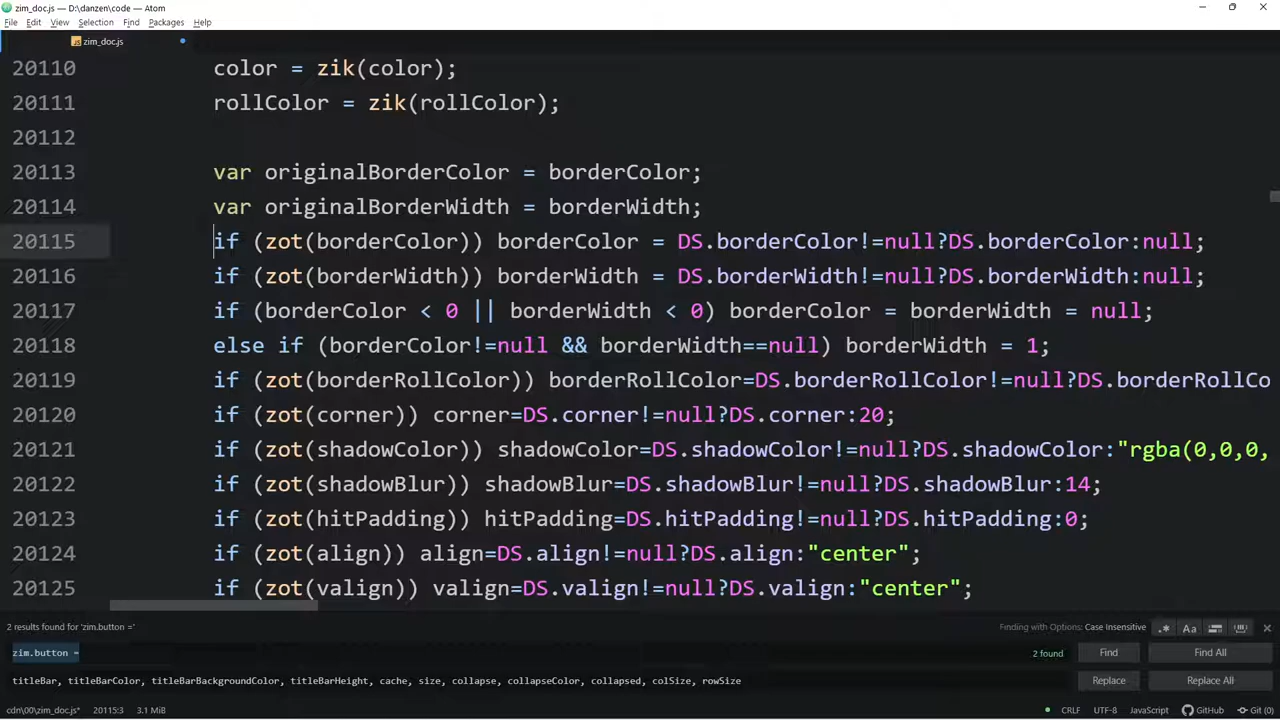 zim_doc.js — D:\danzen\code — Atom
File Edit View Selection Find Packages Help
zim_doc.js
20110 color = zik(color);
20111 rollColor = zik(rollColor);
20112
20113 var originalBorderColor = borderColor;
20114 var originalBorderWidth = borderWidth;
20115 if (zot(borderColor)) borderColor = DS.borderColor!=null?DS.borderColor:null;
20116 if (zot(borderWidth)) borderWidth = DS.borderWidth!=null?DS.borderWidth:null;
20117 if (borderColor < 0 || borderWidth < 0) borderColor = borderWidth = null;
20118 else if (borderColor!=null && borderWidth==null) borderWidth = 1;
20119 if (zot(borderRollColor)) borderRollColor=DS.borderRollColor!=null?DS.borderRollCo
20120 if (zot(corner)) corner=DS.corner!=null?DS.corner:20;
20121 if (zot(shadowColor)) shadowColor=DS.shadowColor!=null?DS.shadowColor:"rgba(0,0,0,
20122 if (zot(shadowBlur)) shadowBlur=DS.shadowBlur!=null?DS.shadowBlur:14;
20123 if (zot(hitPadding)) hitPadding=DS.hitPadding!=null?DS.hitPadding:0;
20124 if (zot(align)) align=DS.align!=null?DS.align:"center";
20125 if (zot(valign)) valign=DS.valign!=null?DS.valign:"center";
2 results found for 'zim.button =' Finding with Options: Case Insensitive .* Aa
zim.button = 2 found Find Find All
titleBar, titleBarColor, titleBarBackgroundColor, titleBarHeight, cache, size, collapse, collapseColor, collapsed, colSize, rowSize Replace Replace All
cdn\00\zim_doc.js* 20115:3 3.1 MiB CRLF UTF-8 JavaScript GitHub Git (0)